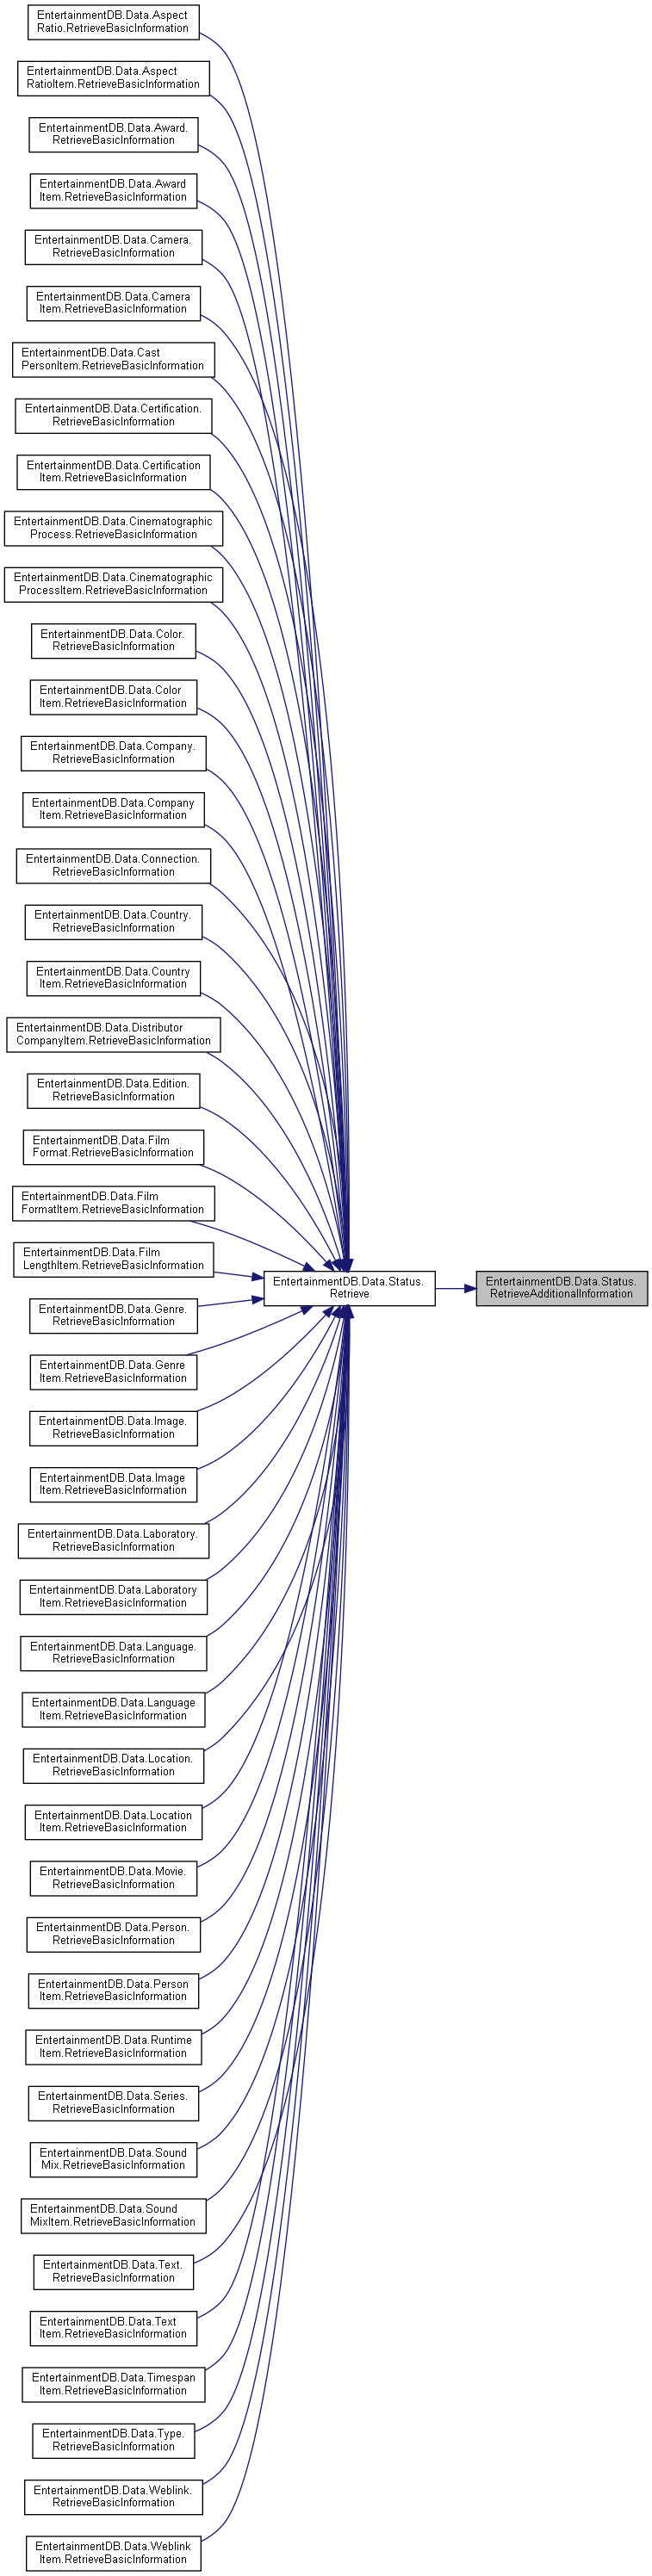 EntertainmentDB.Data.Aspect
Ratio.RetrieveBasicInformation
EntertainmentDB.Data.Aspect
RatioItem.RetrieveBasicInformation
EntertainmentDB.Data.Award.
RetrieveBasicInformation
EntertainmentDB.Data.Award
Item.RetrieveBasicInformation
EntertainmentDB.Data.Camera.
RetrieveBasicInformation
EntertainmentDB.Data.Camera
Item.RetrieveBasicInformation
EntertainmentDB.Data.Cast
PersonItem.RetrieveBasicInformation
EntertainmentDB.Data.Certification.
RetrieveBasicInformation
EntertainmentDB.Data.Certification
Item.RetrieveBasicInformation
EntertainmentDB.Data.Cinematographic
Process.RetrieveBasicInformation
EntertainmentDB.Data.Cinematographic
ProcessItem.RetrieveBasicInformation
EntertainmentDB.Data.Color.
RetrieveBasicInformation
EntertainmentDB.Data.Color
Item.RetrieveBasicInformation
EntertainmentDB.Data.Company.
RetrieveBasicInformation
EntertainmentDB.Data.Company
Item.RetrieveBasicInformation
EntertainmentDB.Data.Connection.
RetrieveBasicInformation
EntertainmentDB.Data.Country.
RetrieveBasicInformation
EntertainmentDB.Data.Country
Item.RetrieveBasicInformation
EntertainmentDB.Data.Distributor
CompanyItem.RetrieveBasicInformation
EntertainmentDB.Data.Edition.
RetrieveBasicInformation
EntertainmentDB.Data.Film
Format.RetrieveBasicInformation
EntertainmentDB.Data.Film
FormatItem.RetrieveBasicInformation
EntertainmentDB.Data.Film
LengthItem.RetrieveBasicInformation
EntertainmentDB.Data.Status.
Retrieve
EntertainmentDB.Data.Status.
RetrieveAdditionalInformation
EntertainmentDB.Data.Genre.
RetrieveBasicInformation
EntertainmentDB.Data.Genre
Item.RetrieveBasicInformation
EntertainmentDB.Data.Image.
RetrieveBasicInformation
EntertainmentDB.Data.Image
Item.RetrieveBasicInformation
EntertainmentDB.Data.Laboratory.
RetrieveBasicInformation
EntertainmentDB.Data.Laboratory
Item.RetrieveBasicInformation
EntertainmentDB.Data.Language.
RetrieveBasicInformation
EntertainmentDB.Data.Language
Item.RetrieveBasicInformation
EntertainmentDB.Data.Location.
RetrieveBasicInformation
EntertainmentDB.Data.Location
Item.RetrieveBasicInformation
EntertainmentDB.Data.Movie.
RetrieveBasicInformation
EntertainmentDB.Data.Person.
RetrieveBasicInformation
EntertainmentDB.Data.Person
Item.RetrieveBasicInformation
EntertainmentDB.Data.Runtime
Item.RetrieveBasicInformation
EntertainmentDB.Data.Series.
RetrieveBasicInformation
EntertainmentDB.Data.Sound
Mix.RetrieveBasicInformation
EntertainmentDB.Data.Sound
MixItem.RetrieveBasicInformation
EntertainmentDB.Data.Text.
RetrieveBasicInformation
EntertainmentDB.Data.Text
Item.RetrieveBasicInformation
EntertainmentDB.Data.Timespan
Item.RetrieveBasicInformation
EntertainmentDB.Data.Type.
RetrieveBasicInformation
EntertainmentDB.Data.Weblink.
RetrieveBasicInformation
EntertainmentDB.Data.Weblink
Item.RetrieveBasicInformation